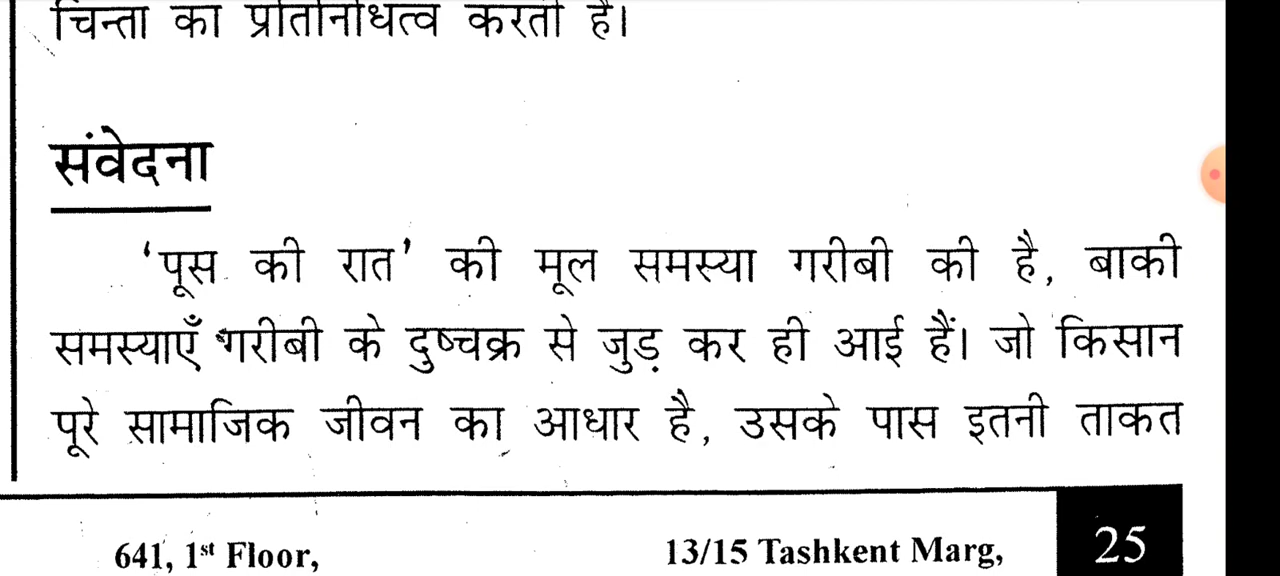 चिन्ता का प्रतिनिधित्व करती है।
संवेदना
'पूस की रात' की मूल समस्या गरीबी की है, बाकी
समस्याएँ गरीबी के दुष्चक्र से जुड़ कर ही आई हैं। जो किसान
पूरे सामाजिक जीवन का आधार है, उसके पास इतनी ताकत
641, 1st Floor,
13/15 Tashkent Marg,
25